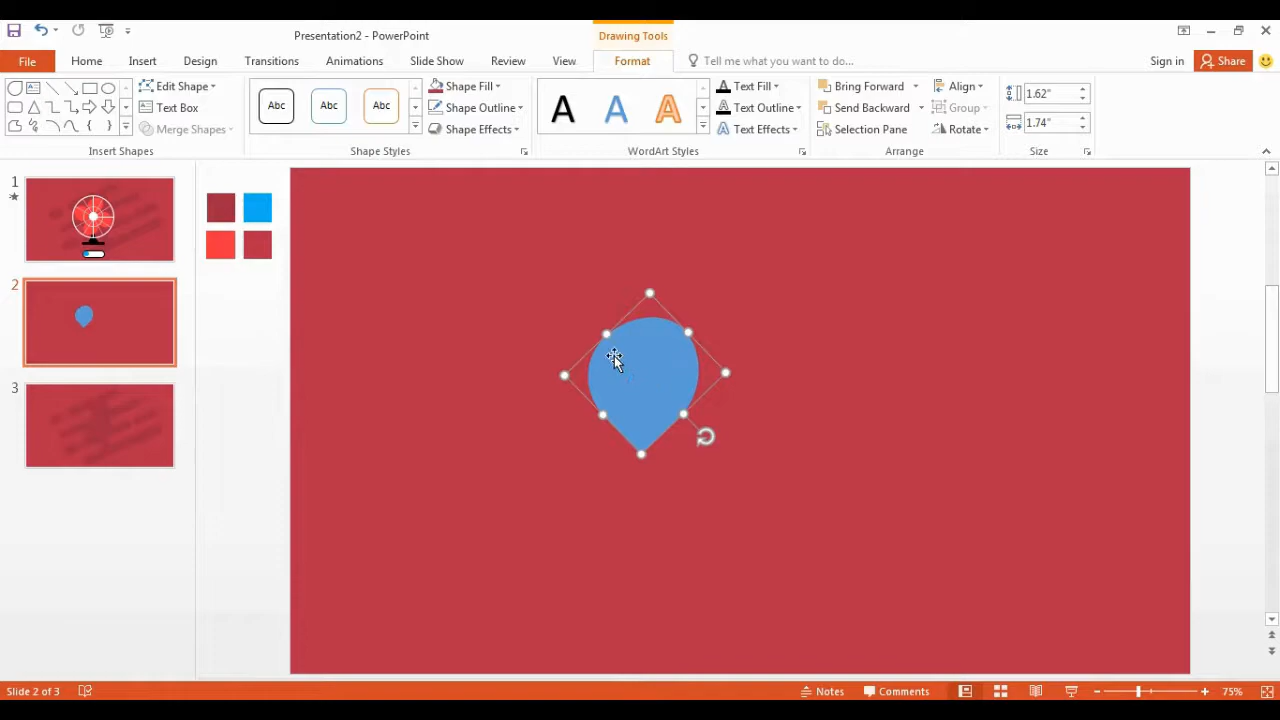 Presentation2 - PowerPoint
Drawing Tools
File Home Insert Design Transitions Animations Slide Show Review View Format Tell me what you want to do... Sign in Share
Edit Shape
Text Box
Merge Shapes
Insert Shapes
Abc Abc Abc
Shape Fill
Shape Outline
Shape Effects
Shape Styles
A A A
Text Fill
Text Outline
Text Effects
WordArt Styles
Bring Forward
Send Backward
Selection Pane
Align
Group
Rotate
Arrange
1.62"
1.74"
Size
1
2
3
Slide 2 of 3 Notes Comments 75%